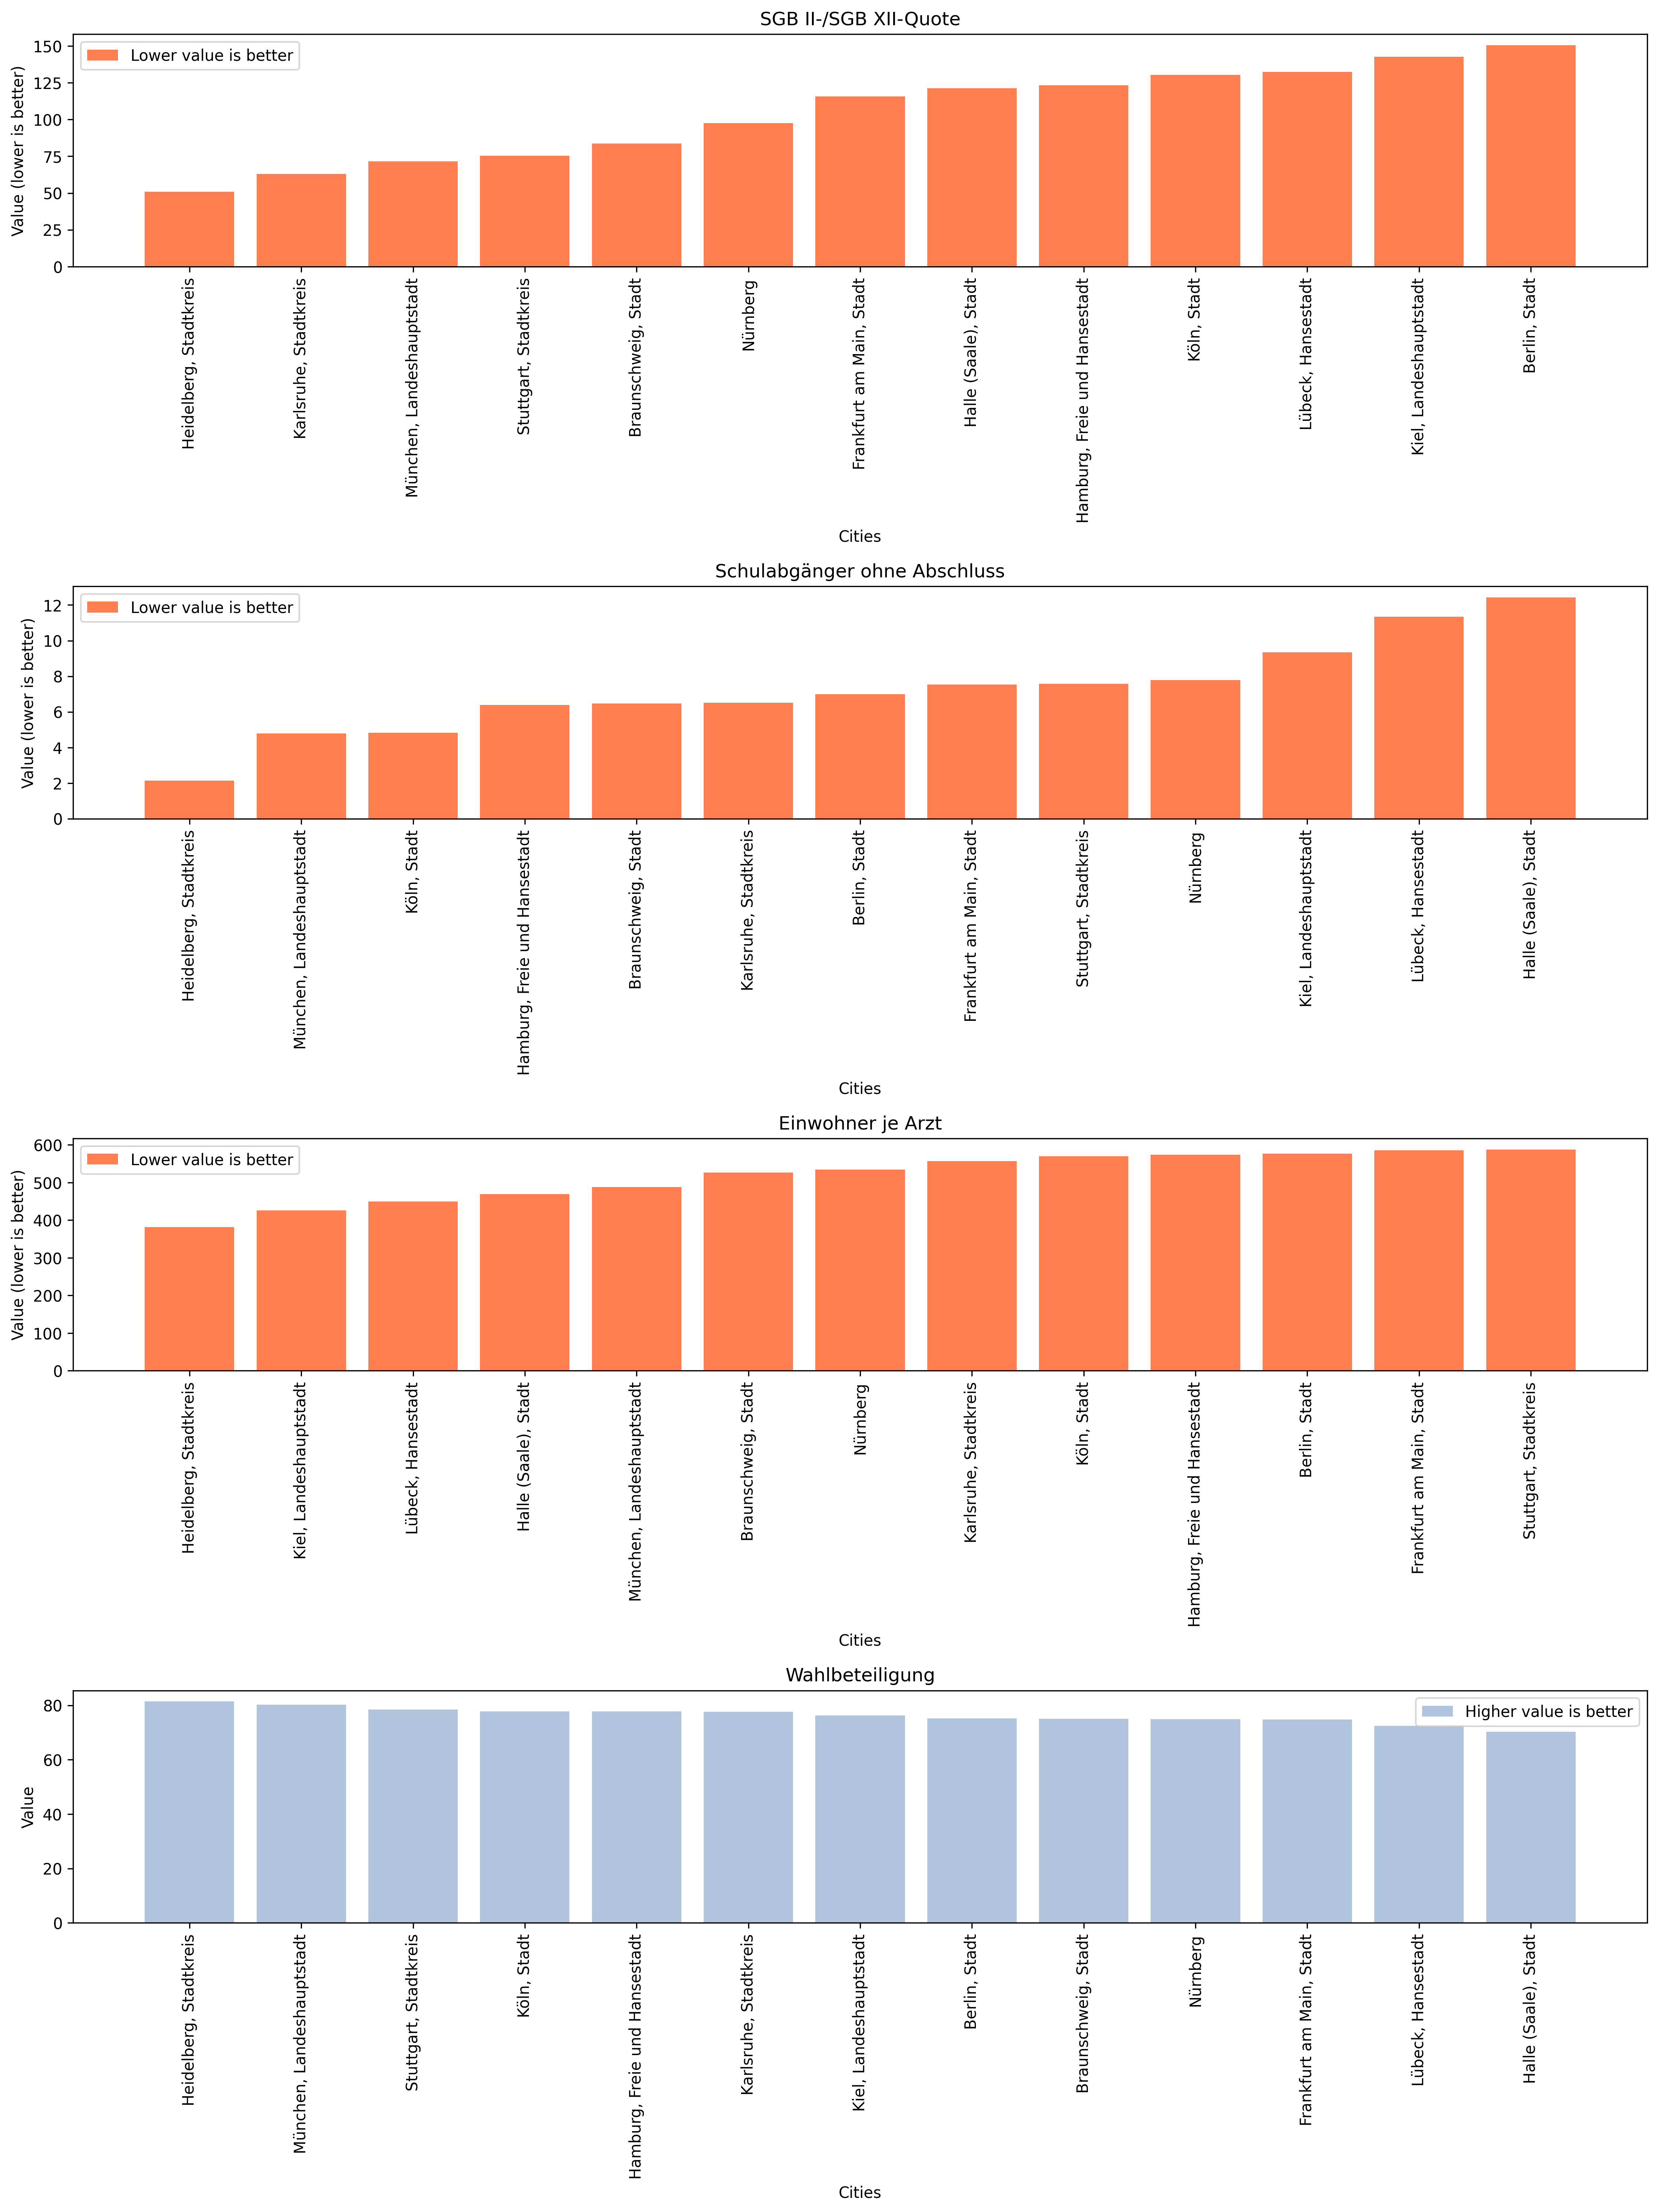 SGB II-/SGB XII-Quote
Lower value is better
Value (lower is better)
150
125
100
75
50
25
0
Heidelberg, Stadtkreis
Karlsruhe, Stadtkreis
München, Landeshauptstadt
Stuttgart, Stadtkreis
Braunschweig, Stadt
Nürnberg
Frankfurt am Main, Stadt
Halle (Saale), Stadt
Hamburg, Freie und Hansestadt
Köln, Stadt
Lübeck, Hansestadt
Kiel, Landeshauptstadt
Berlin, Stadt
Cities
Schulabgänger ohne Abschluss
Lower value is better
Value (lower is better)
12
10
8
6
4
2
0
Heidelberg, Stadtkreis
München, Landeshauptstadt
Köln, Stadt
Hamburg, Freie und Hansestadt
Braunschweig, Stadt
Karlsruhe, Stadtkreis
Berlin, Stadt
Frankfurt am Main, Stadt
Stuttgart, Stadtkreis
Nürnberg
Kiel, Landeshauptstadt
Lübeck, Hansestadt
Halle (Saale), Stadt
Cities
Einwohner je Arzt
Lower value is better
Value (lower is better)
600
500
400
300
200
100
0
Heidelberg, Stadtkreis
Kiel, Landeshauptstadt
Lübeck, Hansestadt
Halle (Saale), Stadt
München, Landeshauptstadt
Braunschweig, Stadt
Nürnberg
Karlsruhe, Stadtkreis
Köln, Stadt
Hamburg, Freie und Hansestadt
Berlin, Stadt
Frankfurt am Main, Stadt
Stuttgart, Stadtkreis
Cities
Wahlbeteiligung
Higher value is better
Value
80
60
40
20
0
Heidelberg, Stadtkreis
München, Landeshauptstadt
Stuttgart, Stadtkreis
Köln, Stadt
Hamburg, Freie und Hansestadt
Karlsruhe, Stadtkreis
Kiel, Landeshauptstadt
Berlin, Stadt
Braunschweig, Stadt
Nürnberg
Frankfurt am Main, Stadt
Lübeck, Hansestadt
Halle (Saale), Stadt
Cities